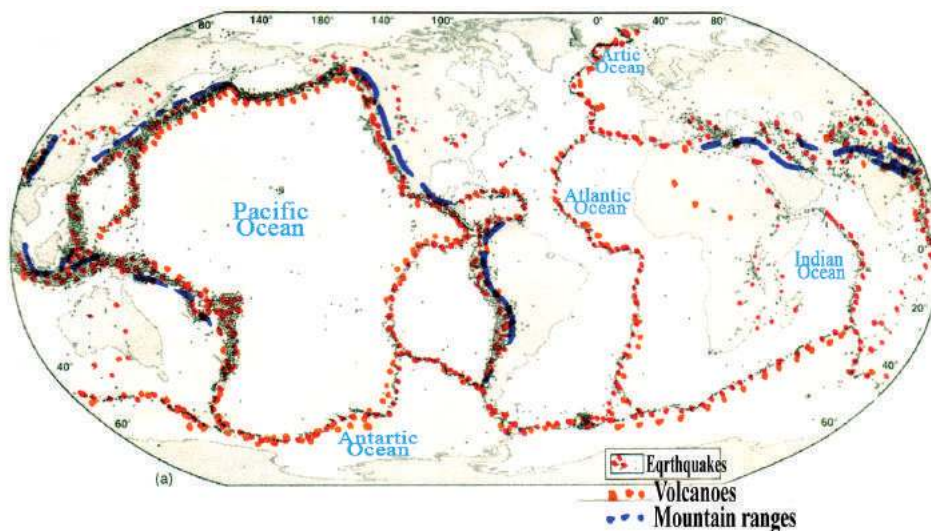 80° 140° 180° 140° 100° 0° 40° 80°
Artic
Ocean
Pacific
Ocean
Atlantic
Ocean
Indian
Ocean
0
20
40° 40
60° 60°
Antartic
Ocean
(a)
Eqrthquakes
Volcanoes
Mountain ranges